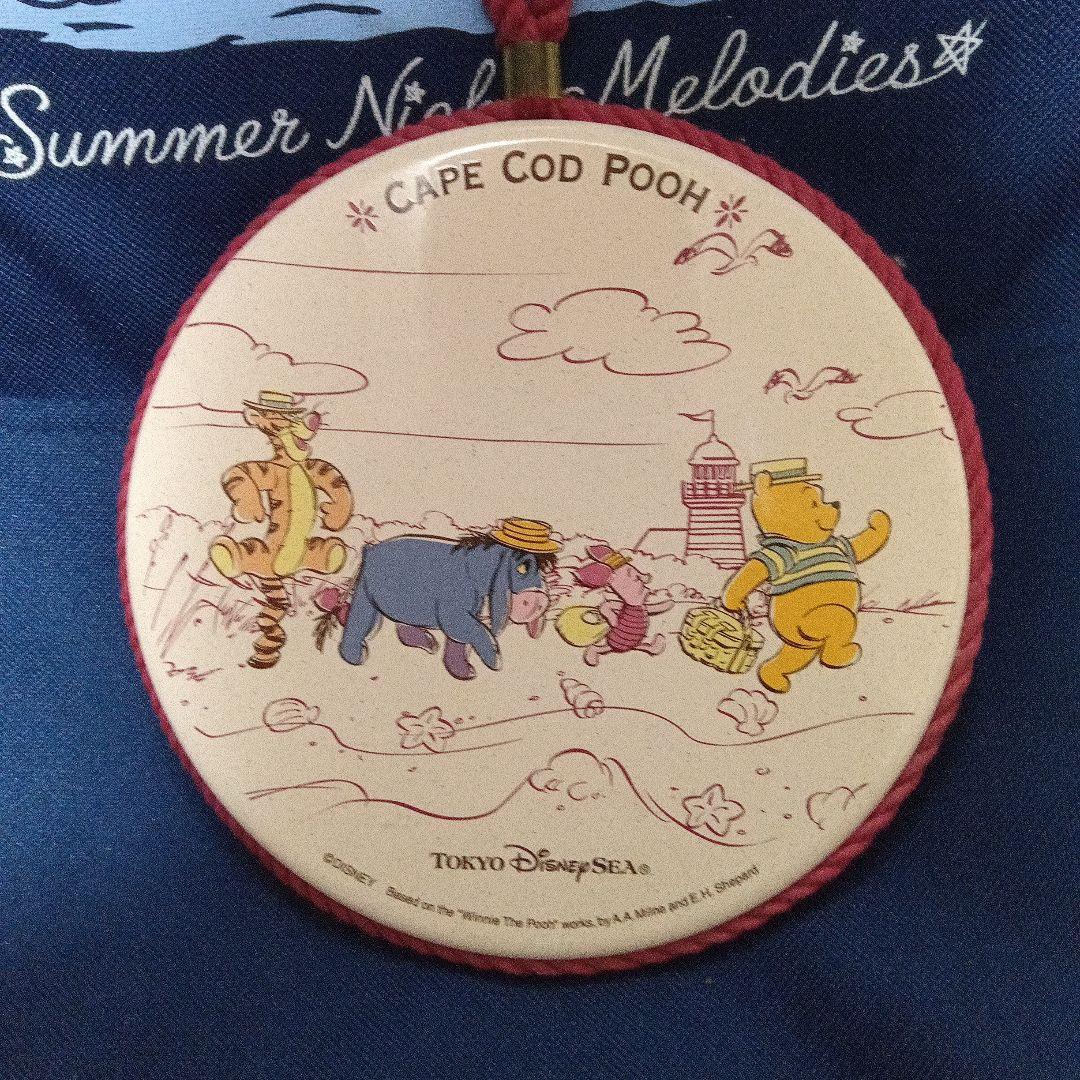 Summer Nigh Melodies
CAPE COD POOH
TOKYO DISNEYSEA®
©DISNEY Based on the "Winnie The Pooh" works, by A.A. Milne and E.H. Shepard